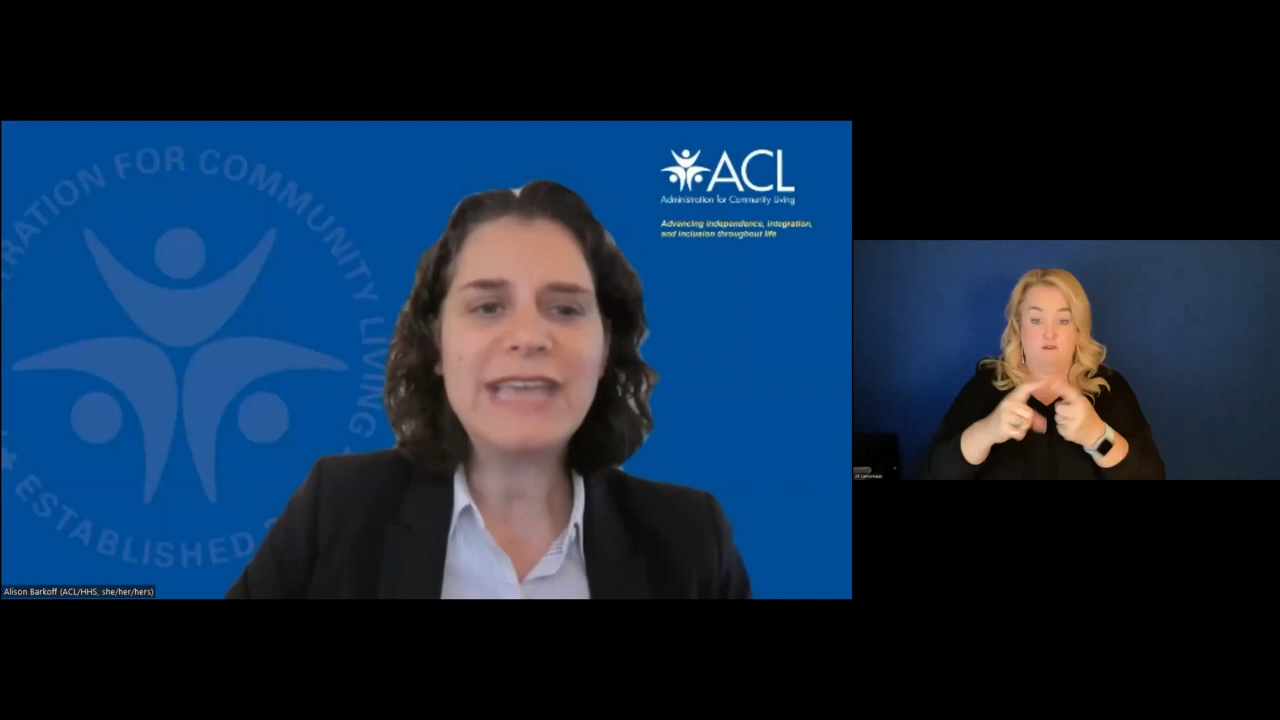 TRATION FOR COMMUNITY LIVING
ESTABLISHED
ACL
Administration for Community Living
Advancing independence, integration,
and inclusion throughout life
Alison Barkoff (ACL/HHS, she/her/hers)